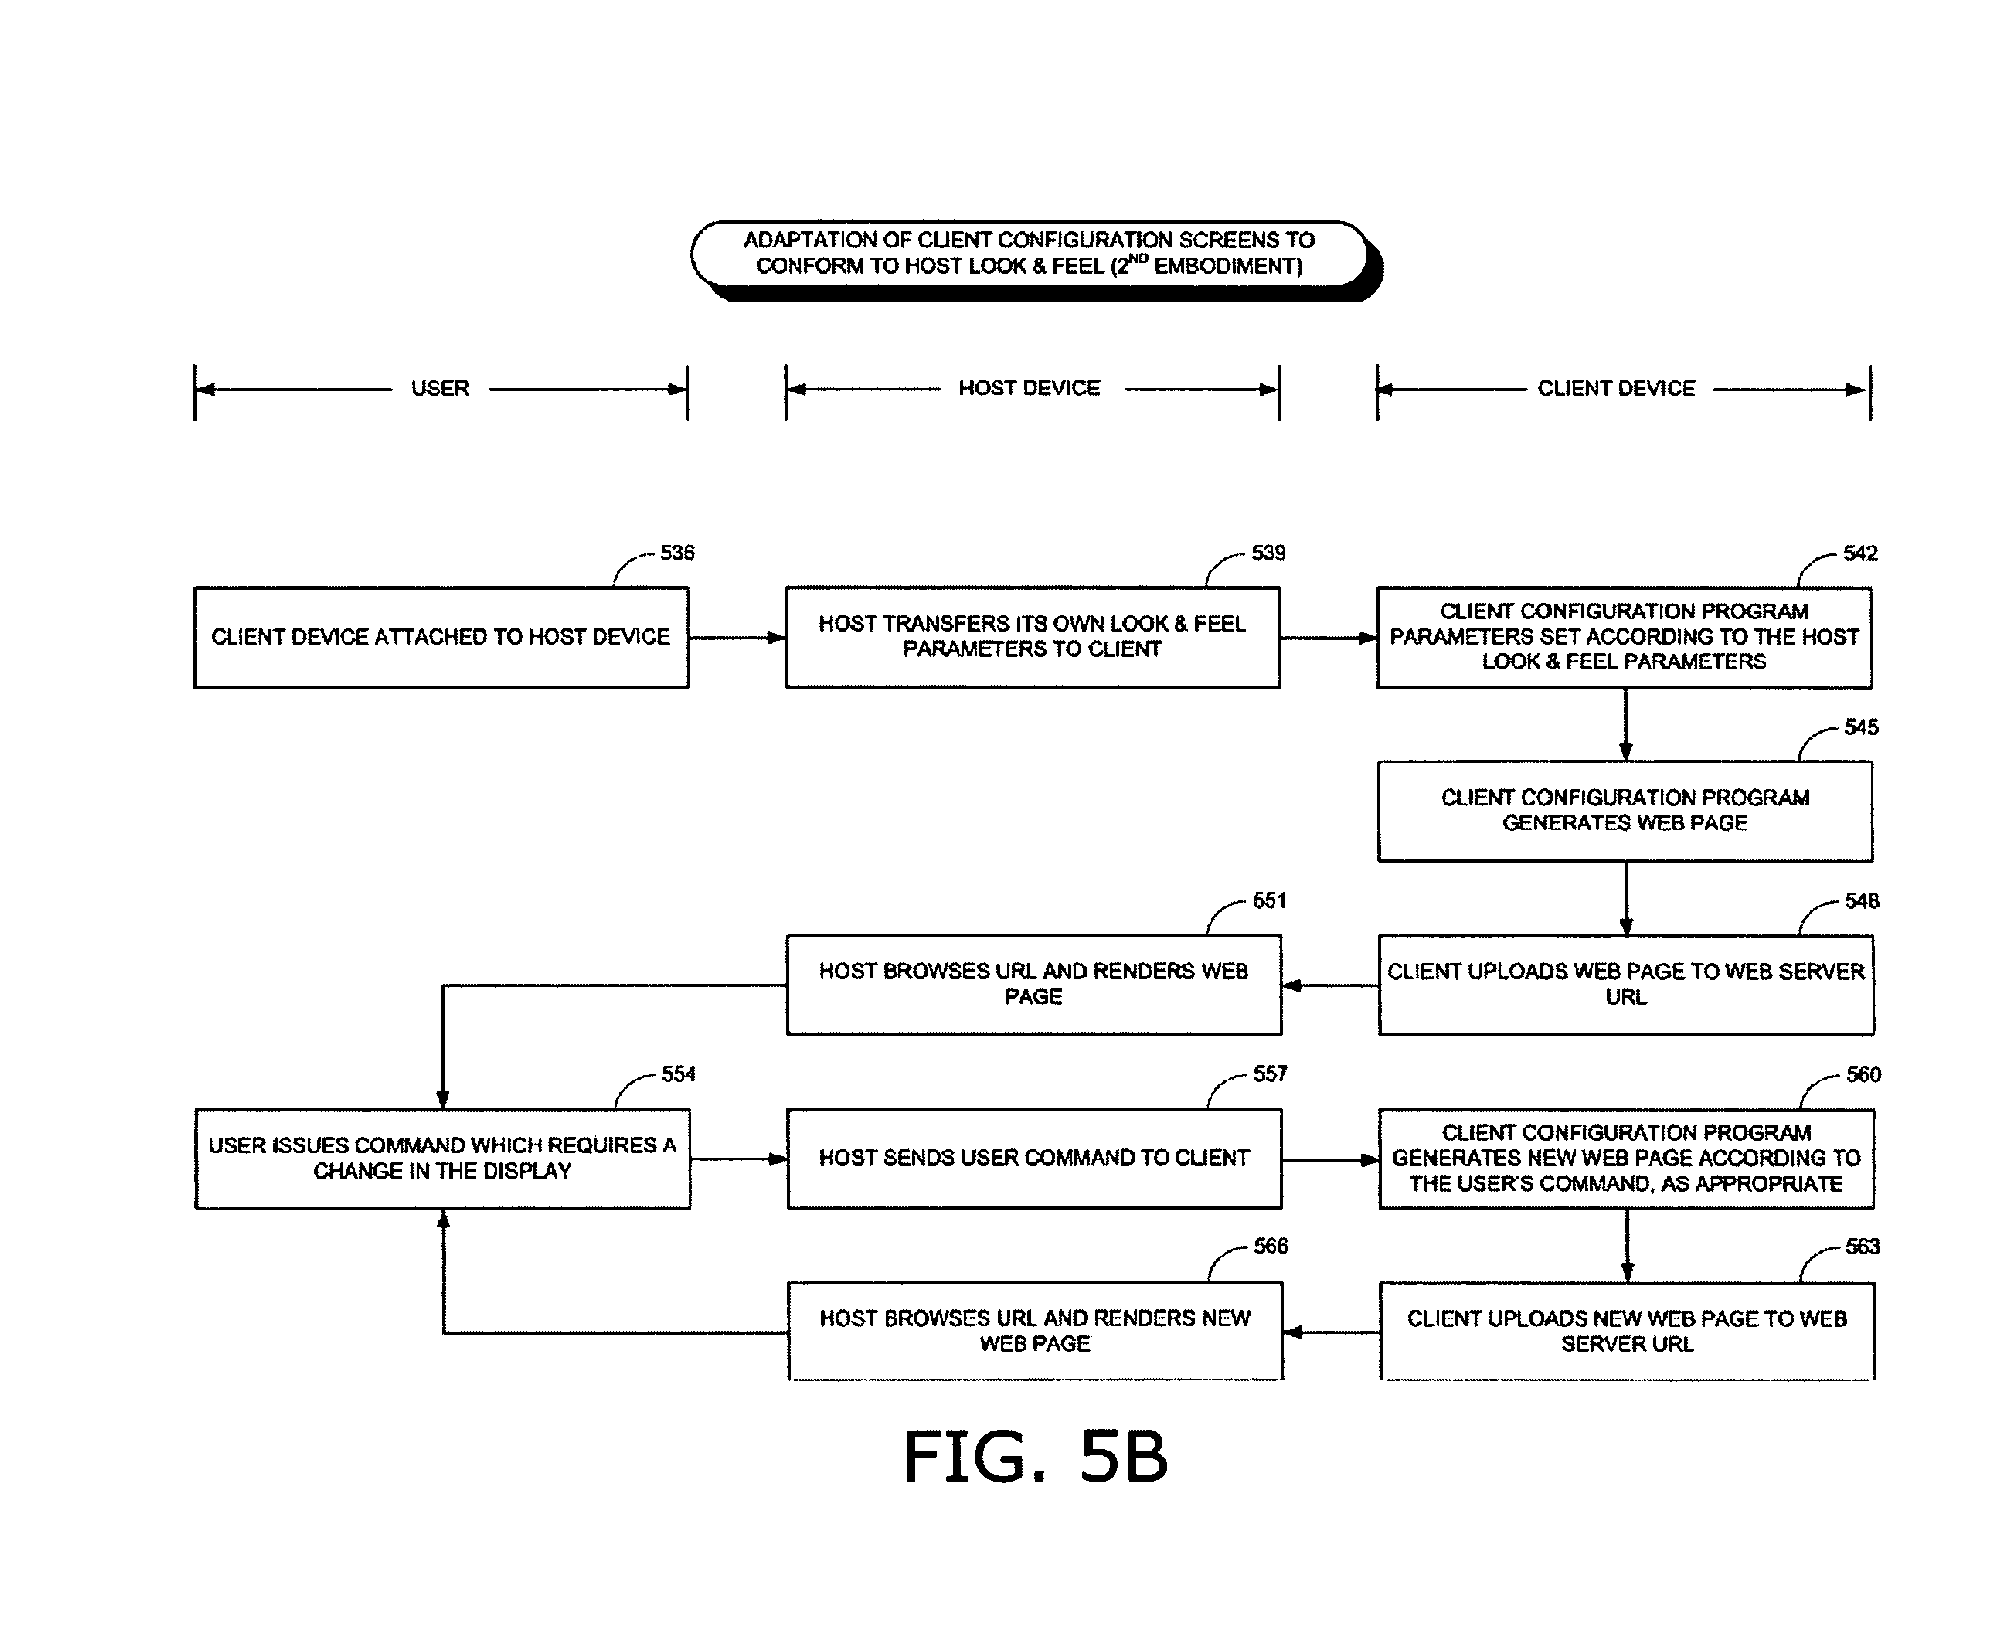 ADAPTATION OF CLIENT CONFIGURATION SCREENS TO
CONFORM TO HOST LOOK & FEEL (2ND EMBODIMENT)
USER
HOST DEVICE
CLIENT DEVICE
536
539
542
CLIENT DEVICE ATTACHED TO HOST DEVICE
HOST TRANSFERS ITS OWN LOOK & FEEL
PARAMETERS TO CLIENT
CLIENT CONFIGURATION PROGRAM
PARAMETERS SET ACCORDING TO THE HOST
LOOK & FEEL PARAMETERS
545
CLIENT CONFIGURATION PROGRAM
GENERATES WEB PAGE
551
548
HOST BROWSES URL AND RENDERS WEB
PAGE
CLIENT UPLOADS WEB PAGE TO WEB SERVER
URL
554
557
560
USER ISSUES COMMAND WHICH REQUIRES A
CHANGE IN THE DISPLAY
HOST SENDS USER COMMAND TO CLIENT
CLIENT CONFIGURATION PROGRAM
GENERATES NEW WEB PAGE ACCORDING TO
THE USER'S COMMAND, AS APPROPRIATE
566
563
HOST BROWSES URL AND RENDERS NEW
WEB PAGE
CLIENT UPLOADS NEW WEB PAGE TO WEB
SERVER URL
FIG. 5B